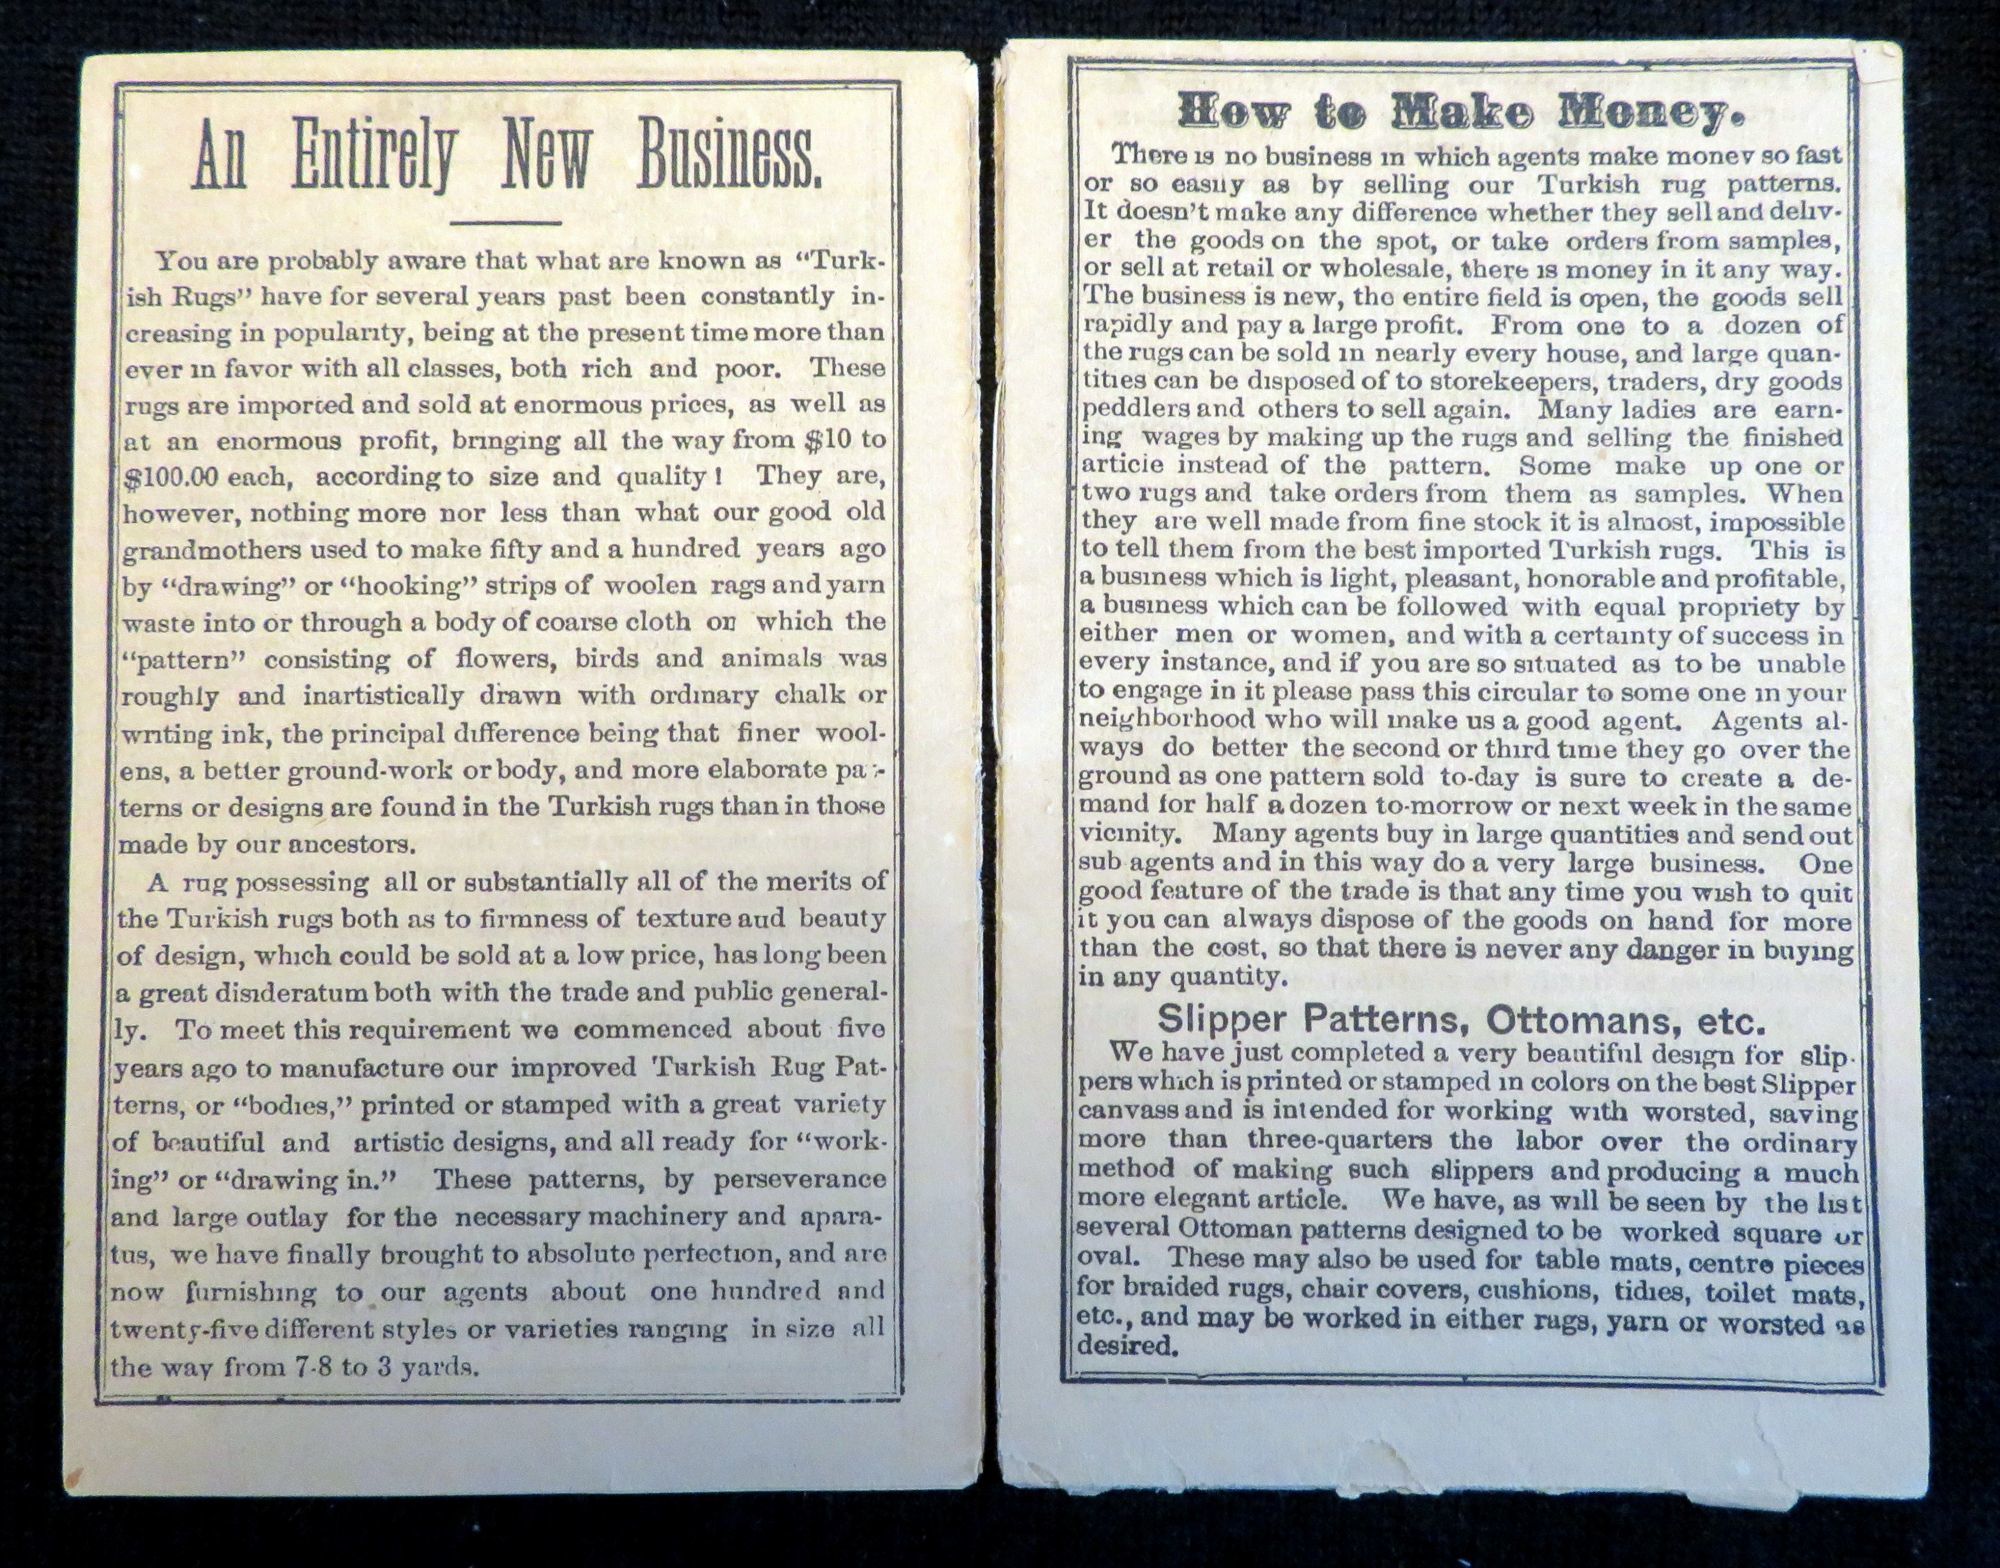 An Entirely New Business.
You are probably aware that what are known as "Turk-
ish Rugs" have for several years past been constantly in-
creasing in popularity, being at the present time more than
ever in favor with all classes, both rich and poor. These
rugs are imported and sold at enormous prices, as well as
at an enormous profit, bringing all the way from $10 to
$100.00 each, according to size and quality! They are,
however, nothing more nor less than what our good old
grandmothers used to make fifty and a hundred years ago
by "drawing" or "hooking" strips of woolen rags and yarn
waste into or through a body of coarse cloth on which the
"pattern" consisting of flowers, birds and animals was
roughly and inartistically drawn with ordinary chalk or
writing ink, the principal difference being that finer wool-
ens, a better ground-work or body, and more elaborate pat-
terns or designs are found in the Turkish rugs than in those
made by our ancestors.
A rug possessing all or substantially all of the merits of
the Turkish rugs both as to firmness of texture aud beauty
of design, which could be sold at a low price, has long been
a great disideratum both with the trade and public general-
ly. To meet this requirement we commenced about five
years ago to manufacture our improved Turkish Rug Pat-
terns, or "bodies," printed or stamped with a great variety
of beautiful and artistic designs, and all ready for "work-
ing" or "drawing in." These patterns, by perseverance
and large outlay for the necessary machinery and apara-
tus, we have finally brought to absolute perfection, and are
now furnishing to our agents about one hundred and
twenty-five different styles or varieties ranging in size all
the way from 7-8 to 3 yards.
How to Make Money.
There is no business in which agents make money so fast
or so easily as by selling our Turkish rug patterns.
It doesn't make any difference whether they sell and deliv-
er the goods on the spot, or take orders from samples,
or sell at retail or wholesale, there is money in it any way.
The business is new, the entire field is open, the goods sell
rapidly and pay a large profit. From one to a dozen of
the rugs can be sold in nearly every house, and large quan-
tities can be disposed of to storekeepers, traders, dry goods
peddlers and others to sell again. Many ladies are earn-
ing wages by making up the rugs and selling the finished
article instead of the pattern. Some make up one or
two rugs and take orders from them as samples. When
they are well made from fine stock it is almost, impossible
to tell them from the best imported Turkish rugs. This is
a business which is light, pleasant, honorable and profitable,
a business which can be followed with equal propriety by
either men or women, and with a certainty of success in
every instance, and if you are so situated as to be unable
to engage in it please pass this circular to some one in your
neighborhood who will make us a good agent. Agents al-
ways do better the second or third time they go over the
ground as one pattern sold to-day is sure to create a de-
mand for half a dozen to-morrow or next week in the same
vicinity. Many agents buy in large quantities and send out
sub agents and in this way do a very large business. One
good feature of the trade is that any time you wish to quit
it you can always dispose of the goods on hand for more
than the cost, so that there is never any danger in buying
in any quantity.
Slipper Patterns, Ottomans, etc.
We have just completed a very beautiful design for slip-
pers which is printed or stamped in colors on the best Slipper
canvass and is intended for working with worsted, saving
more than three-quarters the labor over the ordinary
method of making such slippers and producing a much
more elegant article. We have, as will be seen by the list
several Ottoman patterns designed to be worked square or
oval. These may also be used for table mats, centre pieces
for braided rugs, chair covers, cushions, tidies, toilet mats,
etc., and may be worked in either rags, yarn or worsted as
desired.